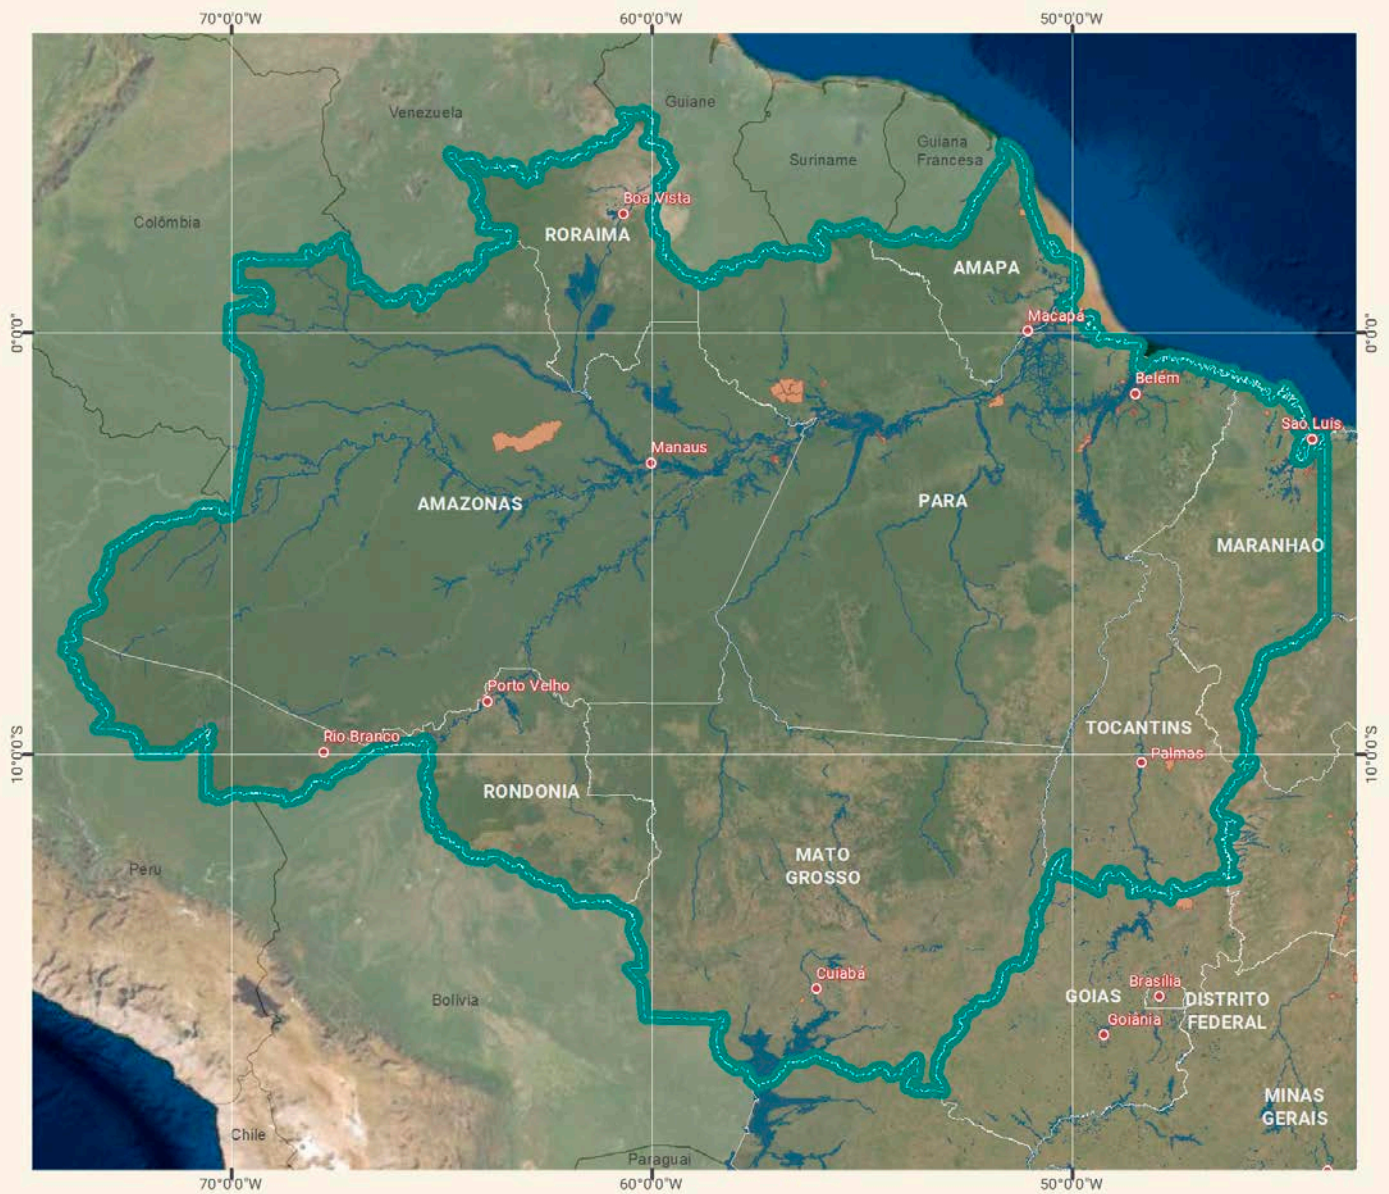 70°0'0"W 60°0'0"W 50°0'0"W
Venezuela
Guiane
Suriname
Guiana
Francesa
Colômbia
Boa Vista
RORAIMA
AMAPA
Macapá
0°0'0"
0°0'0"
Belém
Sao Luis
Manaus
AMAZONAS
PARA
MARANHAO
Porto Velho
Rio Branco
TOCANTINS
Palmas
10°0'0"S
10°0'0"S
RONDONIA
MATO
GROSSO
Peru
Cuiabá
Brasília
GOIAS
DISTRITO
FEDERAL
Goiânia
Bolivia
MINAS
GERAIS
Chile
Paraguai
70°0'0"W 60°0'0"W 50°0'0"W